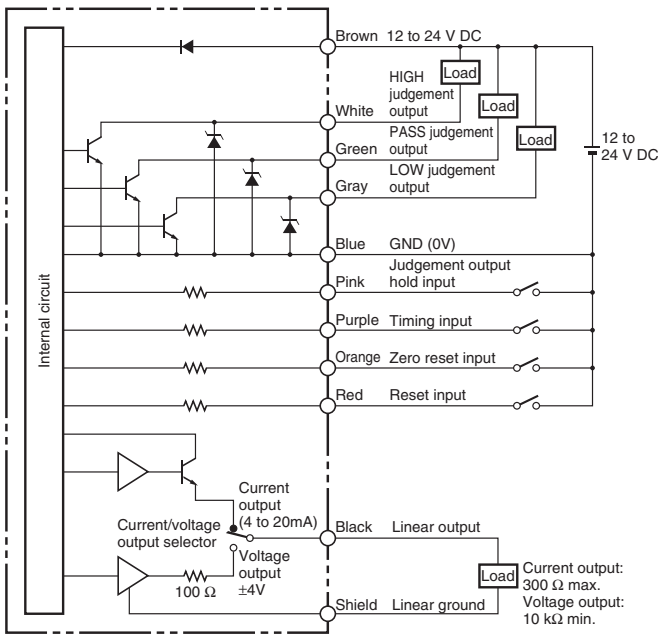 Brown 12 to 24 V DC
Load
HIGH
judgement
output
White
Load
PASS judgement
output
Green
Load
12 to
24 V DC
LOW judgement
output
Gray
Blue GND (0V)
Judgement output
hold input
Pink
Internal circuit
Purple Timing input
Orange Zero reset input
Red Reset input
Current
output
(4 to 20mA)
Current/voltage
output selector
Black Linear output
Voltage
output
±4V
100 Ω
Load
Current output:
300 Ω max.
Voltage output:
10 kΩ min.
Shield Linear ground